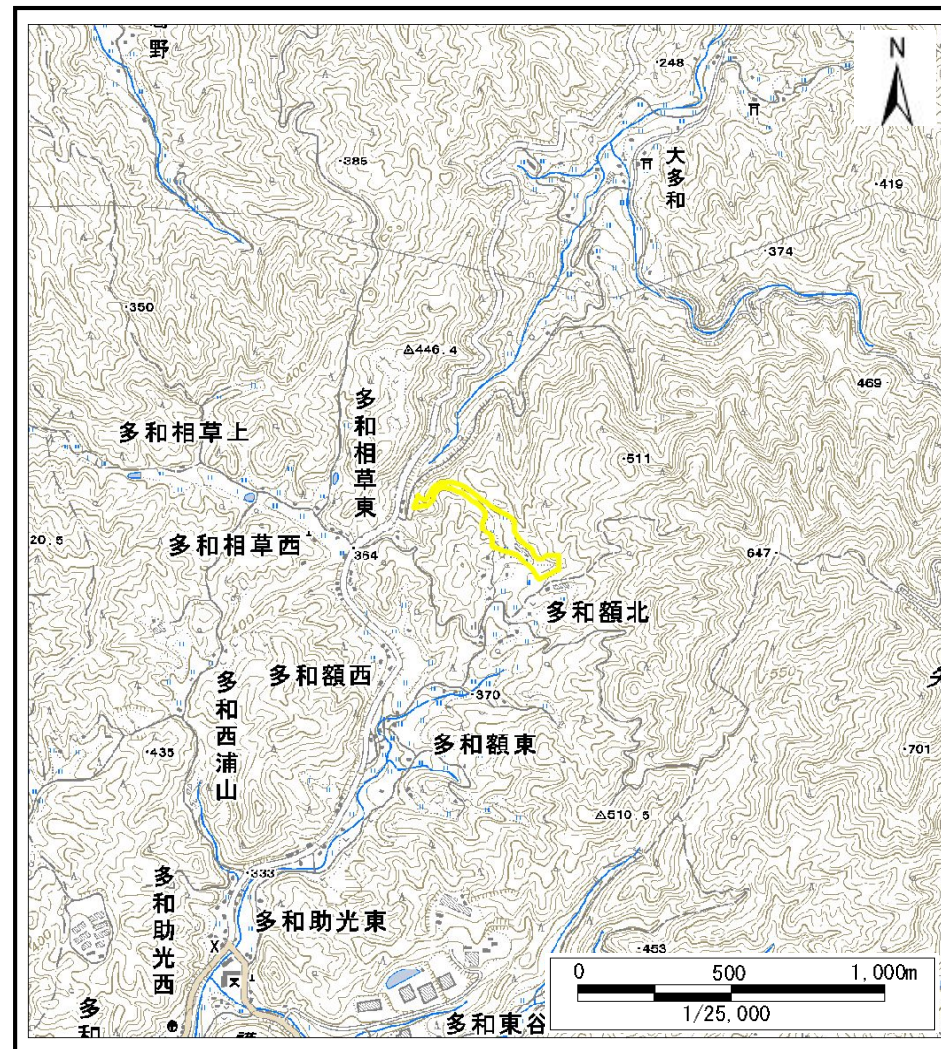 野
N
・248
・385
大多和
・419
・374
・350
446.4
469
多和相草東
多和相草上
・511
20.5
多和相草西
・364
647
多和額北
多和額西
・370
多和西浦山
・435
多和額東
・701
510.5
・333
多和助光西
多和助光東
・453
0 500 1,000m
1/25,000
多和
多和東谷